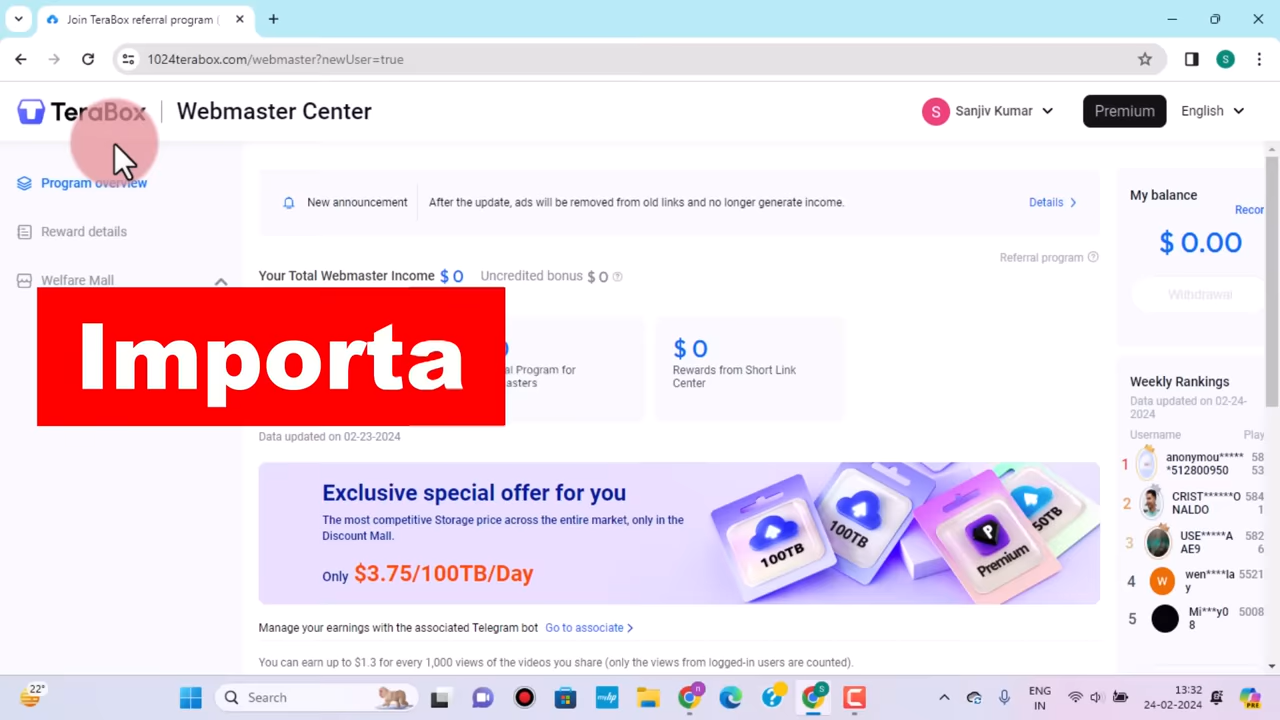 Join TeraBox referral program (
1024terabox.com/webmaster?newUser=true
S
TeraBox
Webmaster Center
S
Sanjiv Kumar
Premium
English
Program overview
Reward details
Welfare Mall
Importa
New announcement
After the update, ads will be removed from old links and no longer generate income.
Details
Referral program
Your Total Webmaster Income $ 0
Uncredited bonus $ 0
al Program for
asters
$ 0
Rewards from Short Link
Center
Data updated on 02-23-2024
Exclusive special offer for you
The most competitive Storage price across the entire market, only in the
Discount Mall.
Only $3.75/100TB/Day
100TB
100TB
Premium
50TB
Manage your earnings with the associated Telegram bot Go to associate
You can earn up to $1.3 for every 1,000 views of the videos you share (only the views from logged-in users are counted).
My balance
Recor
$ 0.00
Withdrawal
Weekly Rankings
Data updated on 02-24-
2024
Username Play
1 anonymou***** 58
*512800950 53
2 CRIST******O 584
NALDO 1
3 USE*****A 582
AE9 6
4 W wen****la 5521
y
5 Mi***y0 5008
8
22°
Search
ENG
IN
13:32
24-02-2024